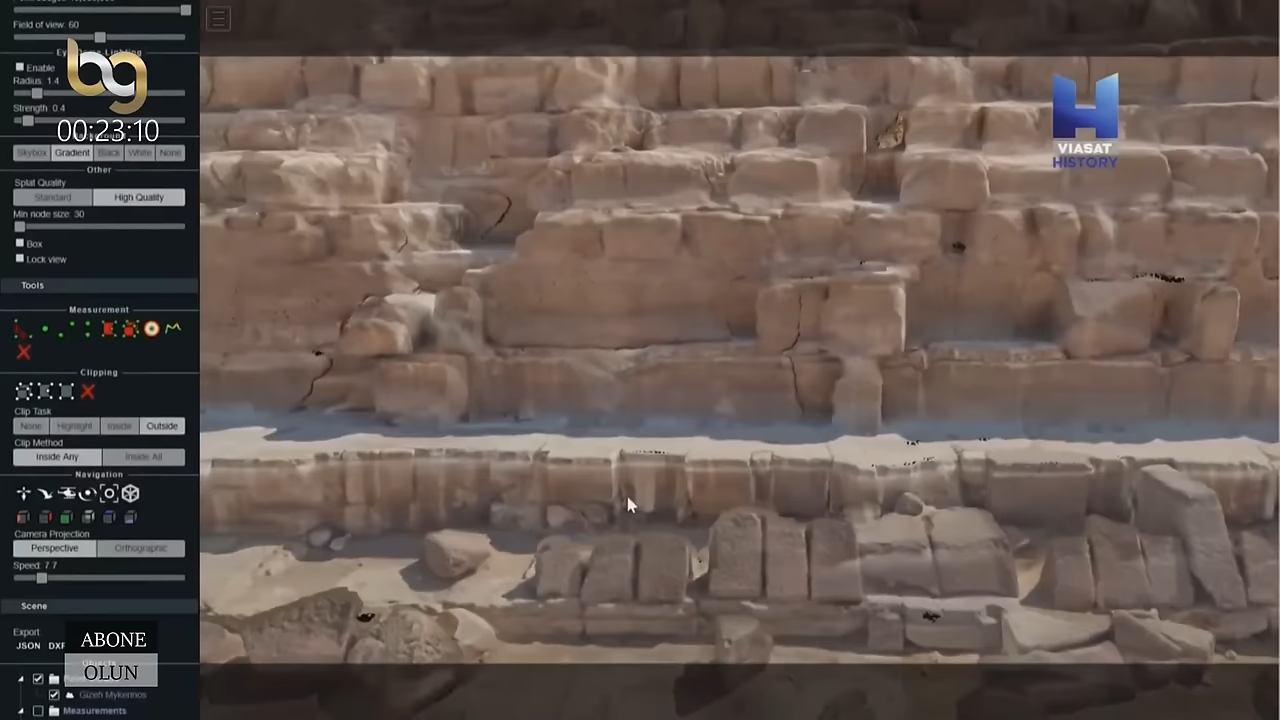 Field of view: 60
Enable
bg
Radius: 1.4
Strength: 0.4
00:23:10
Skybox Gradient Black White None
Other
Splat Quality
Standard High Quality
Min node size: 30
Box
Lock view
Tools
Measurement
Clipping
Clip Task
None Highlight Inside Outside
Clip Method
Inside Any Inside All
Navigation
Camera Projection
Perspective Orthographic
Speed: 7.7
Scene
Export:
JSON DXF
ABONE
OLUN
Gizeh Mykerinos
Measurements
H
VIASAT
HISTORY